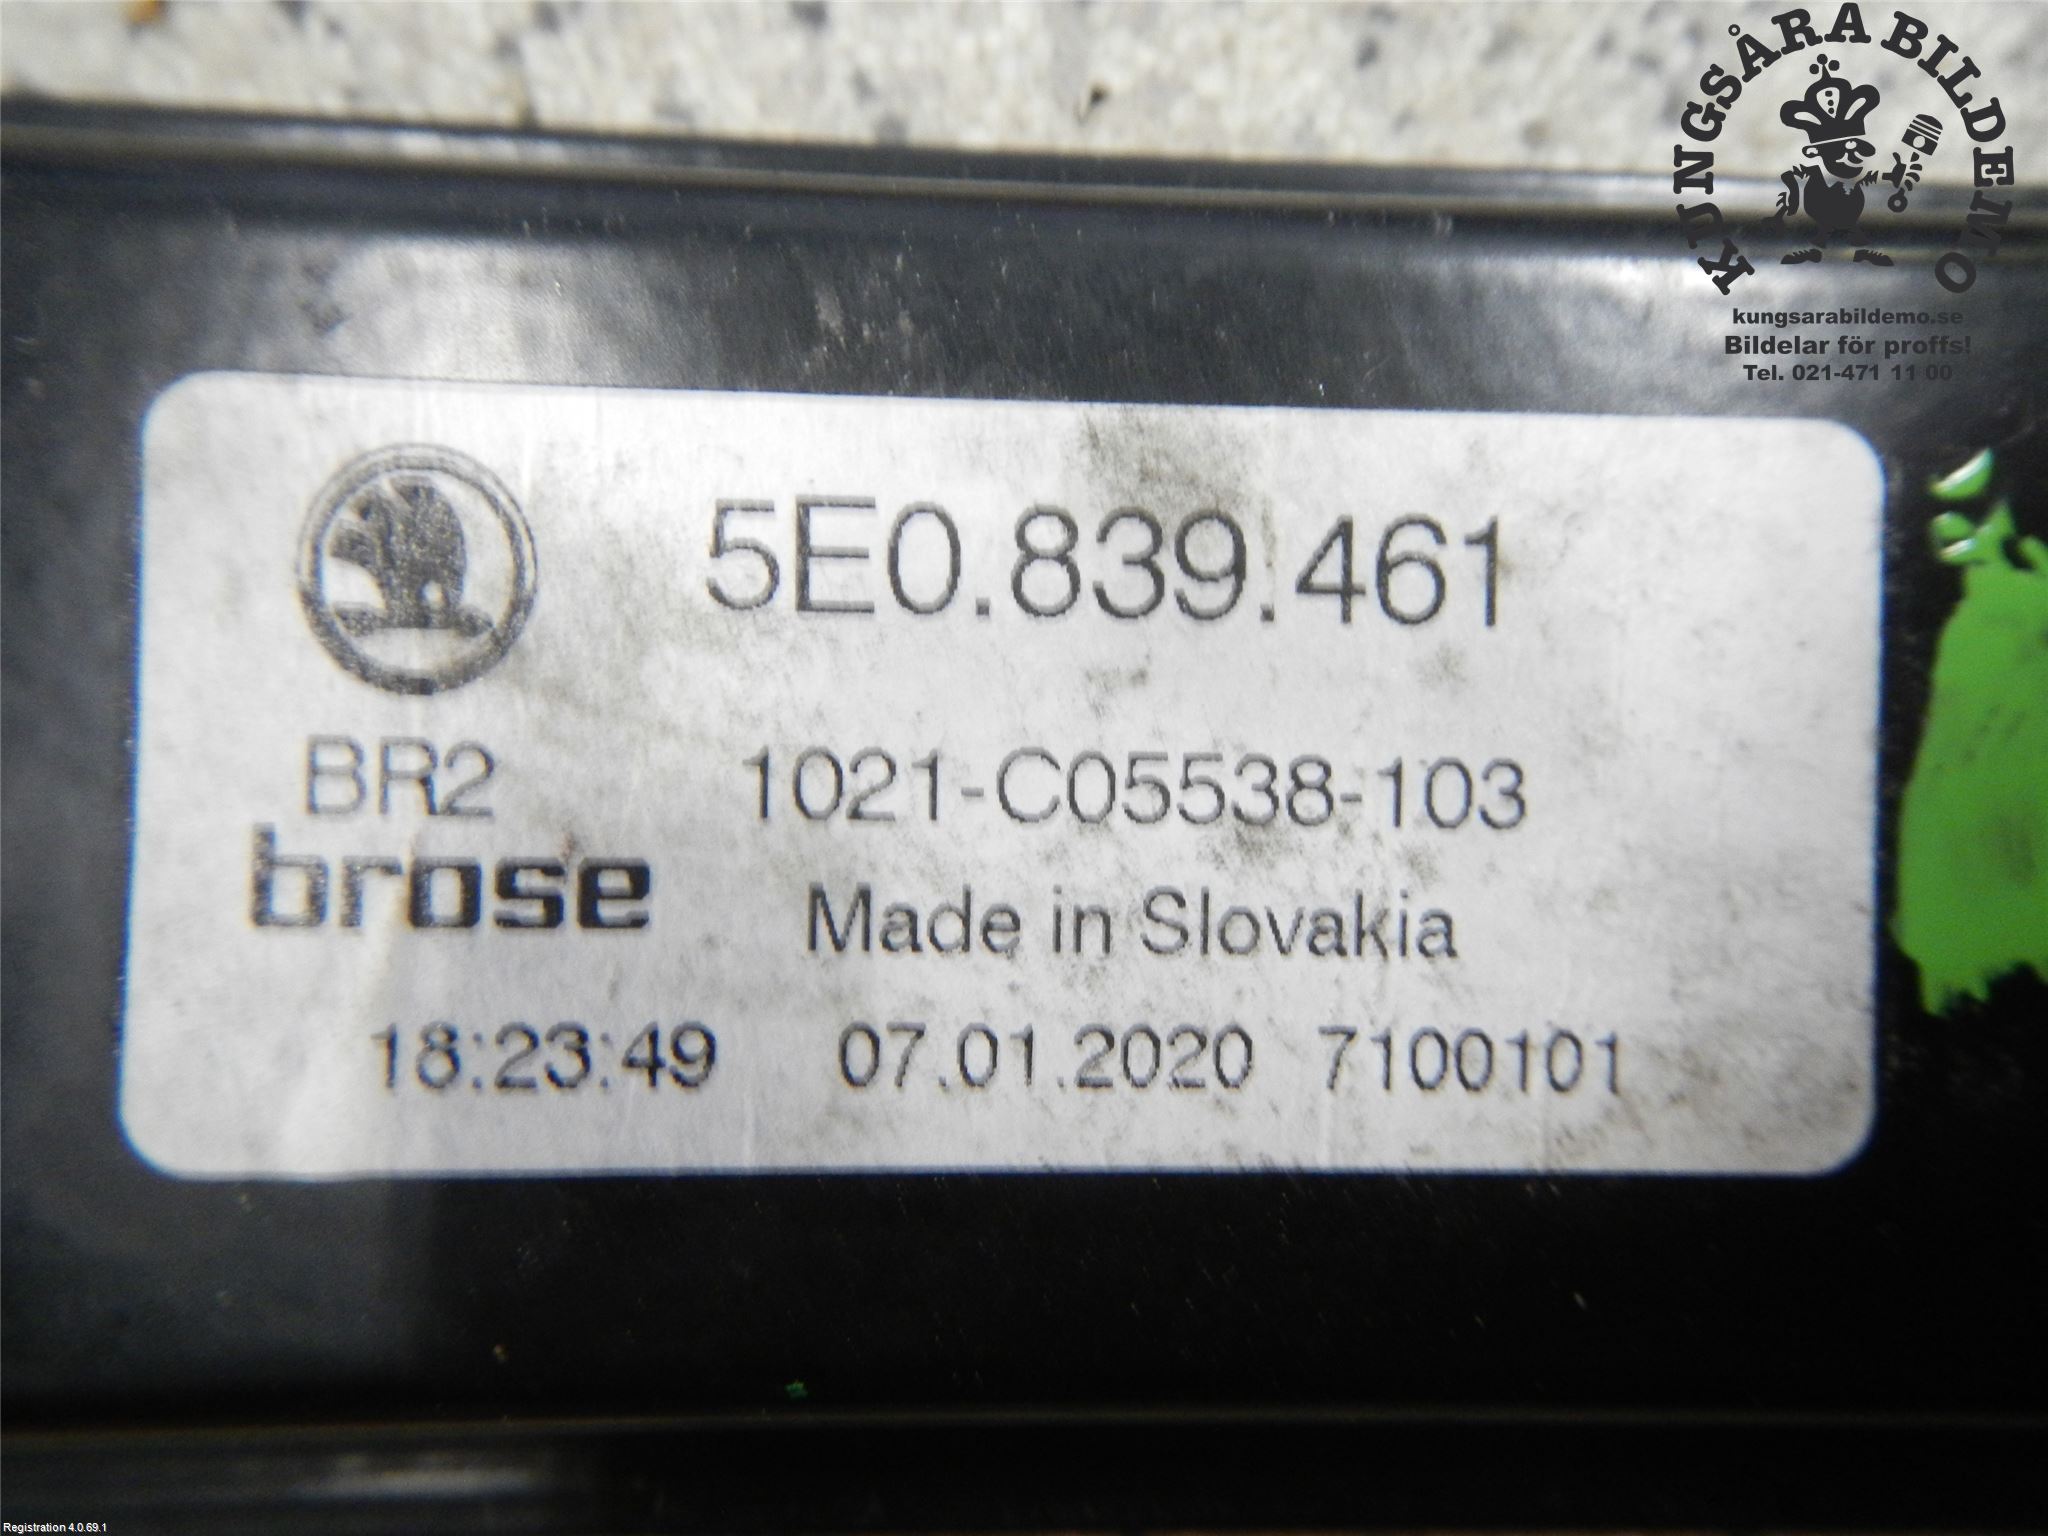 KUNGSÅRA BILDEMO
kungsarabildemo.se
Bildelar för proffs!
Tel. 021-471 11 00
5E0.839.461
BR2 1021-C05538-103
brose Made in Slovakia
18:23:49 07.01.2020 7100101
Registration 4.0.69.1